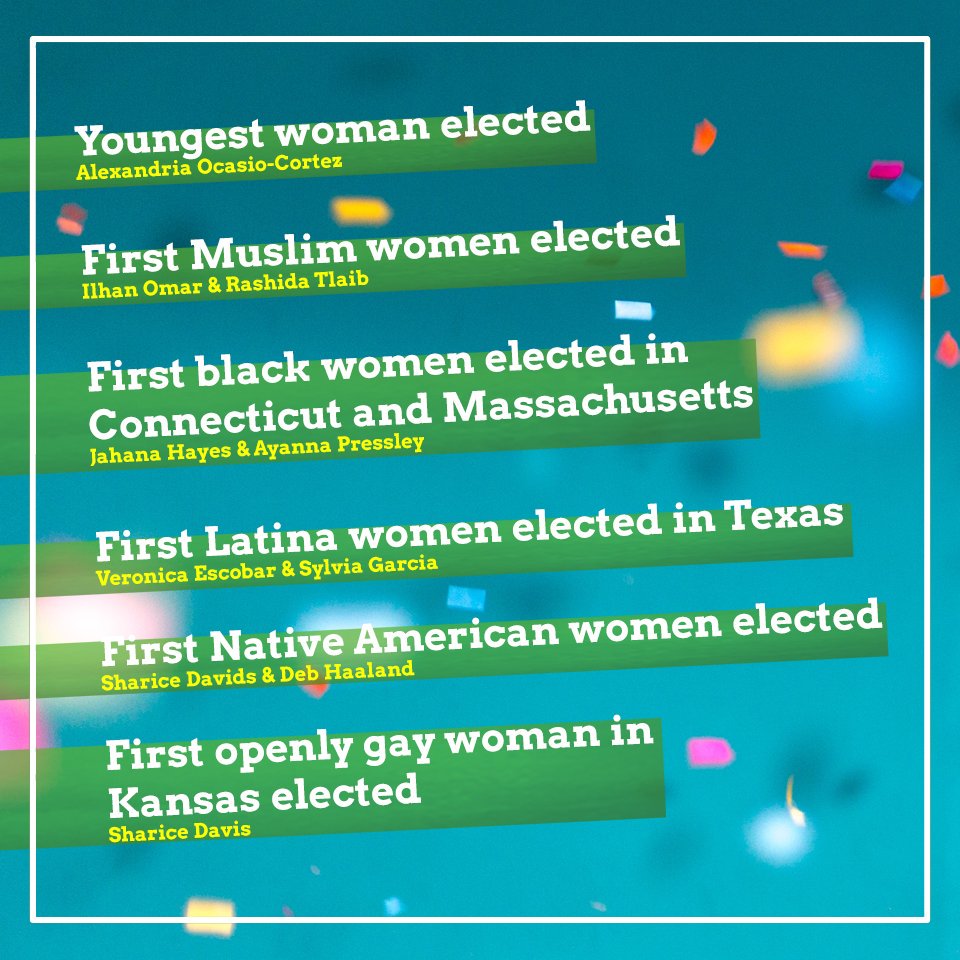 Youngest woman elected
Alexandria Ocasio-Cortez
First Muslim women elected
Ilhan Omar & Rashida Tlaib
First black women elected in
Connecticut and Massachusetts
Jahana Hayes & Ayanna Pressley
First Latina women elected in Texas
Veronica Escobar & Sylvia Garcia
First Native American women elected
Sharice Davids & Deb Haaland
First openly gay woman in
Kansas elected
Sharice Davis